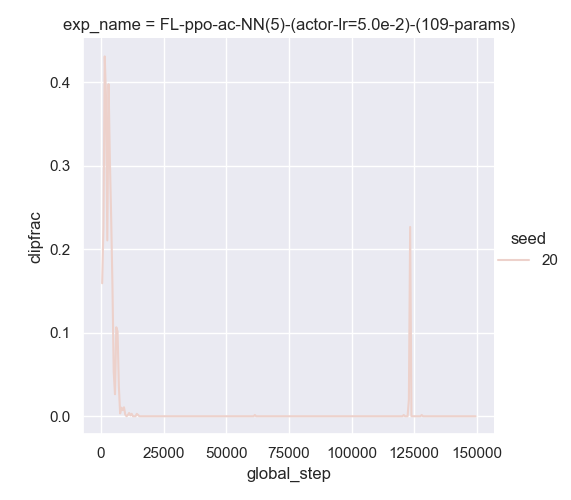 exp_name = FL-ppo-ac-NN(5)-(actor-lr=5.0e-2)-(109-params)
0.4
0.3
0.2
0.1
0.0
clipfrac
0 25000 50000 75000 100000 125000 150000
global_step
seed
20